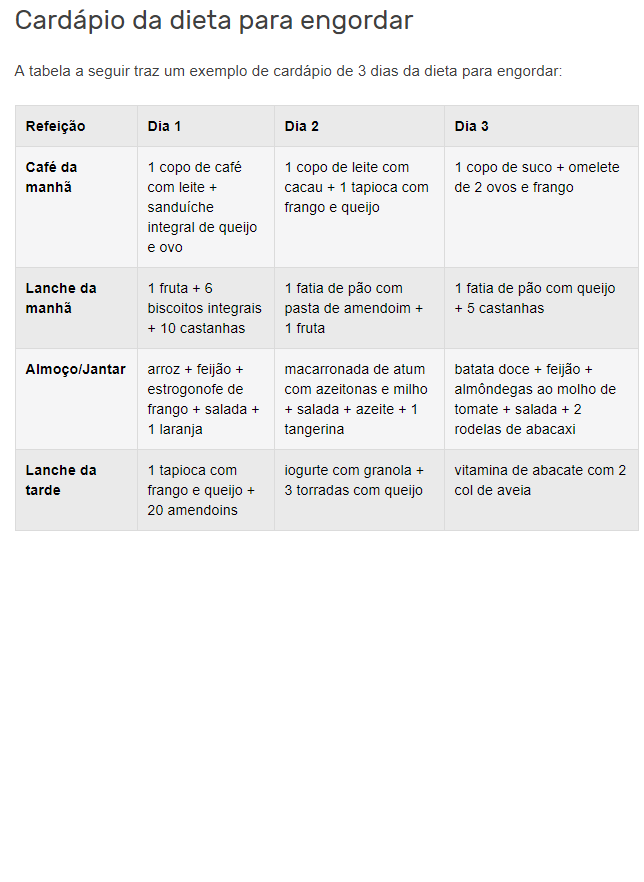 Cardápio da dieta para engordar
A tabela a seguir traz um exemplo de cardápio de 3 dias da dieta para engordar:
Refeição
Dia 1
Dia 2
Dia 3
Café da
manhã
1 copo de café
com leite +
sanduíche
integral de queijo
e ovo
1 copo de leite com
cacau + 1 tapioca com
frango e queijo
1 copo de suco + omelete
de 2 ovos e frango
Lanche da
manhã
1 fruta + 6
biscoitos integrais
+ 10 castanhas
1 fatia de pão com
pasta de amendoim +
1 fruta
1 fatia de pão com queijo
+ 5 castanhas
Almoço/Jantar
arroz + feijão +
estrogonofe de
frango + salada +
1 laranja
macarronada de atum
com azeitonas e milho
+ salada + azeite + 1
tangerina
batata doce + feijão +
almôndegas ao molho de
tomate + salada + 2
rodelas de abacaxi
Lanche da
tarde
1 tapioca com
frango e queijo +
20 amendoins
iogurte com granola +
3 torradas com queijo
vitamina de abacate com 2
col de aveia